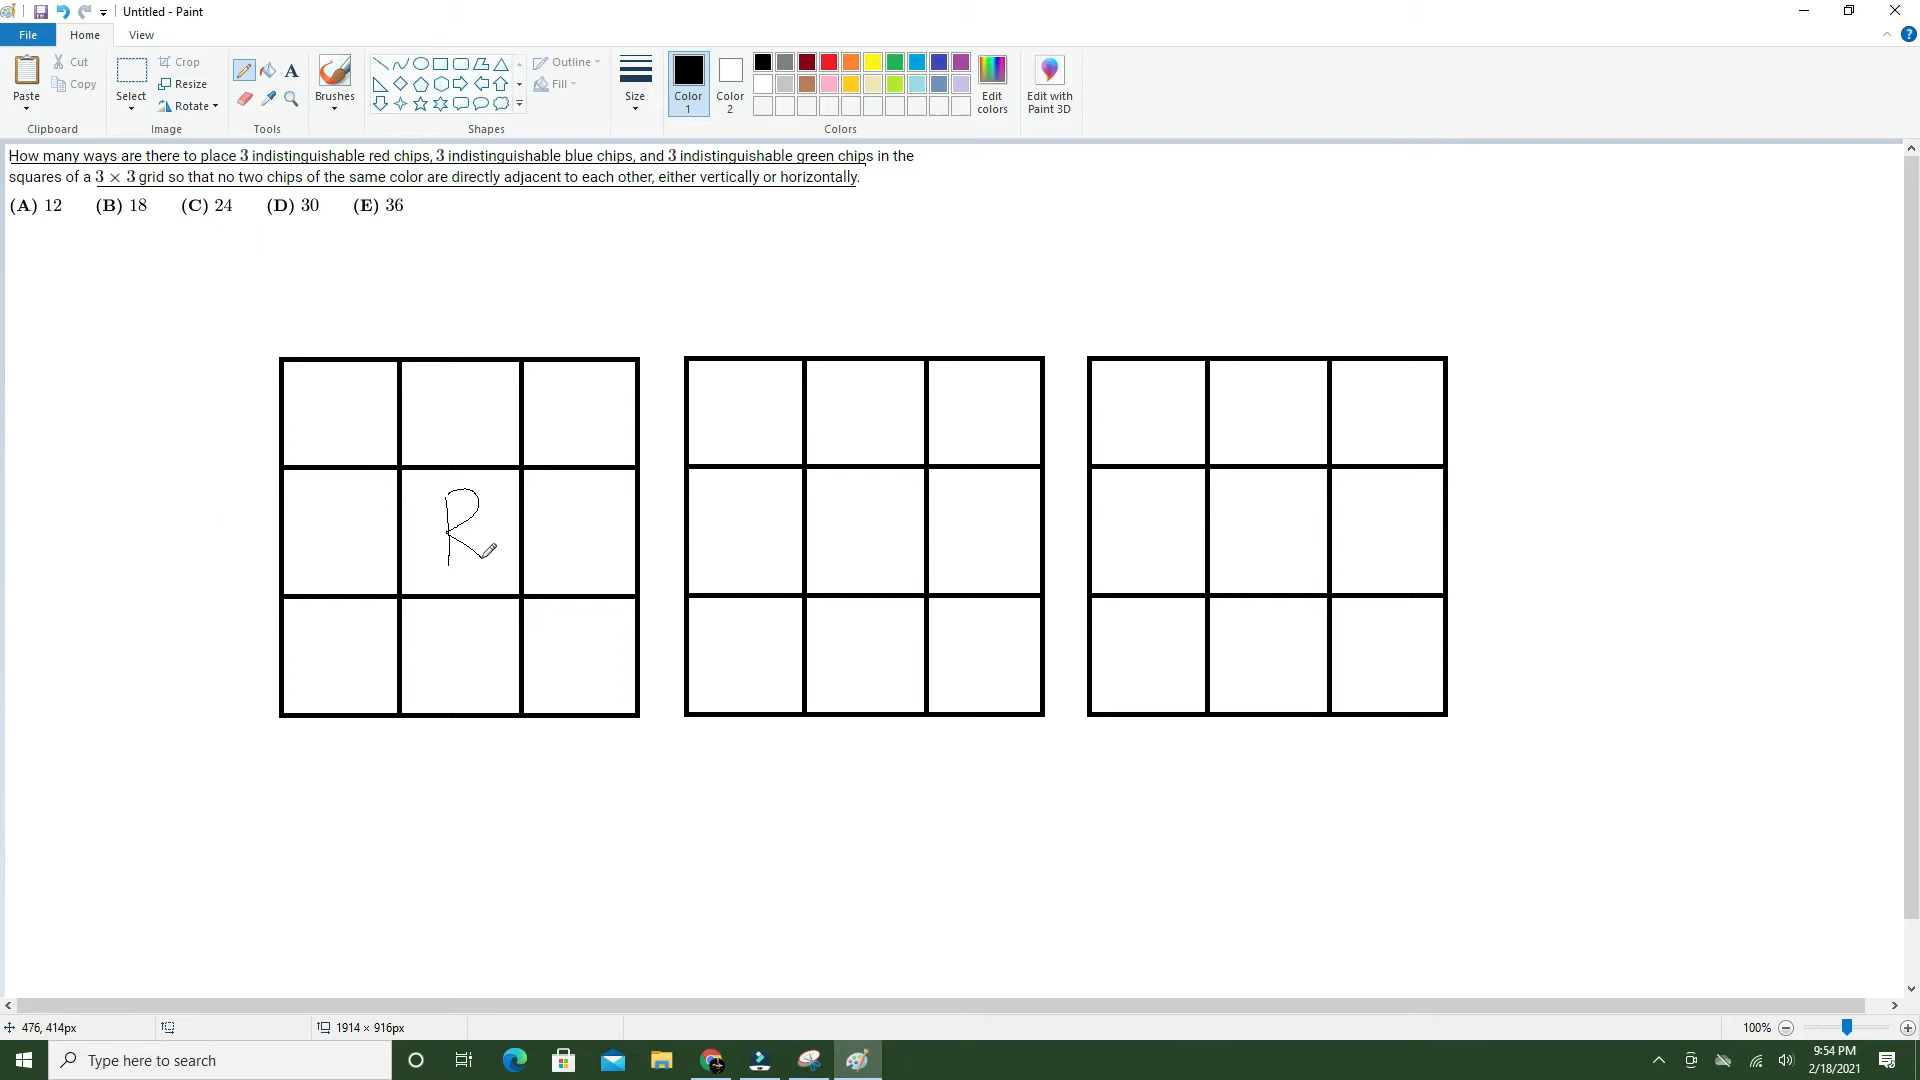 Untitled - Paint
File
Home
View
Paste
Cut
Copy
Clipboard
Select
Crop
Resize
Rotate
Image
Tools
A
Brushes
Shapes
Outline
Fill
Size
Color
1
Color
2
Edit
colors
Edit with
Paint 3D
Colors
How many ways are there to place 3 indistinguishable red chips, 3 indistinguishable blue chips, and 3 indistinguishable green chips in the
squares of a 3 × 3 grid so that no two chips of the same color are directly adjacent to each other, either vertically or horizontally.
(A) 12 (B) 18 (C) 24 (D) 30 (E) 36
R
476, 414px
1914 × 916px
100%
Type here to search
9:54 PM
2/18/2021